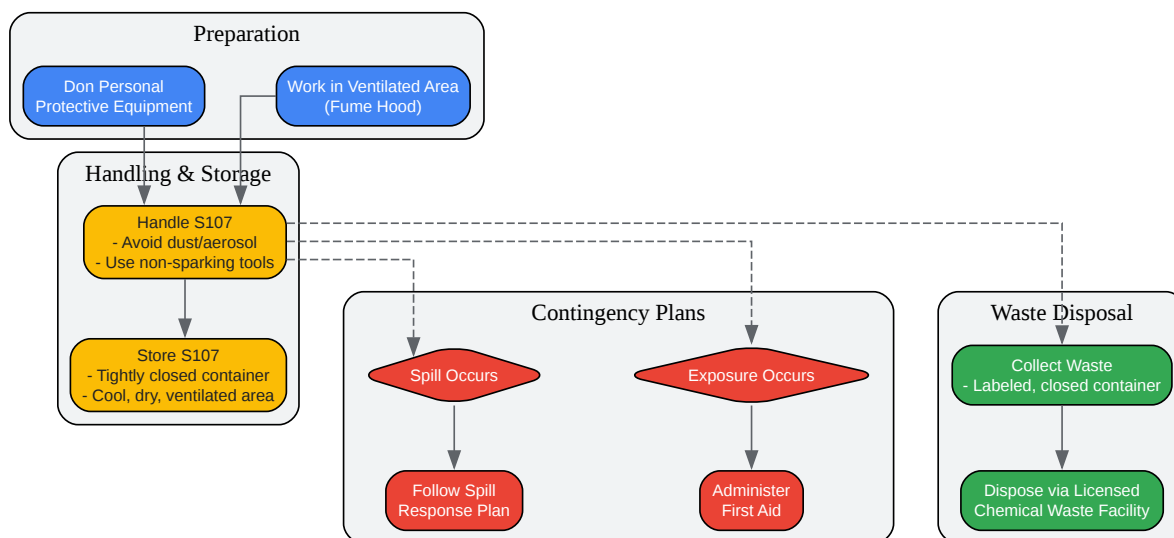 Preparation
Don Personal
Protective Equipment
Work in Ventilated Area
(Fume Hood)
Handling & Storage
Handle S107
- Avoid dust/aerosol
- Use non-sparking tools
Store S107
- Tightly closed container
- Cool, dry, ventilated area
Contingency Plans
Spill Occurs
Exposure Occurs
Follow Spill
Response Plan
Administer
First Aid
Waste Disposal
Collect Waste
- Labeled, closed container
Dispose via Licensed
Chemical Waste Facility